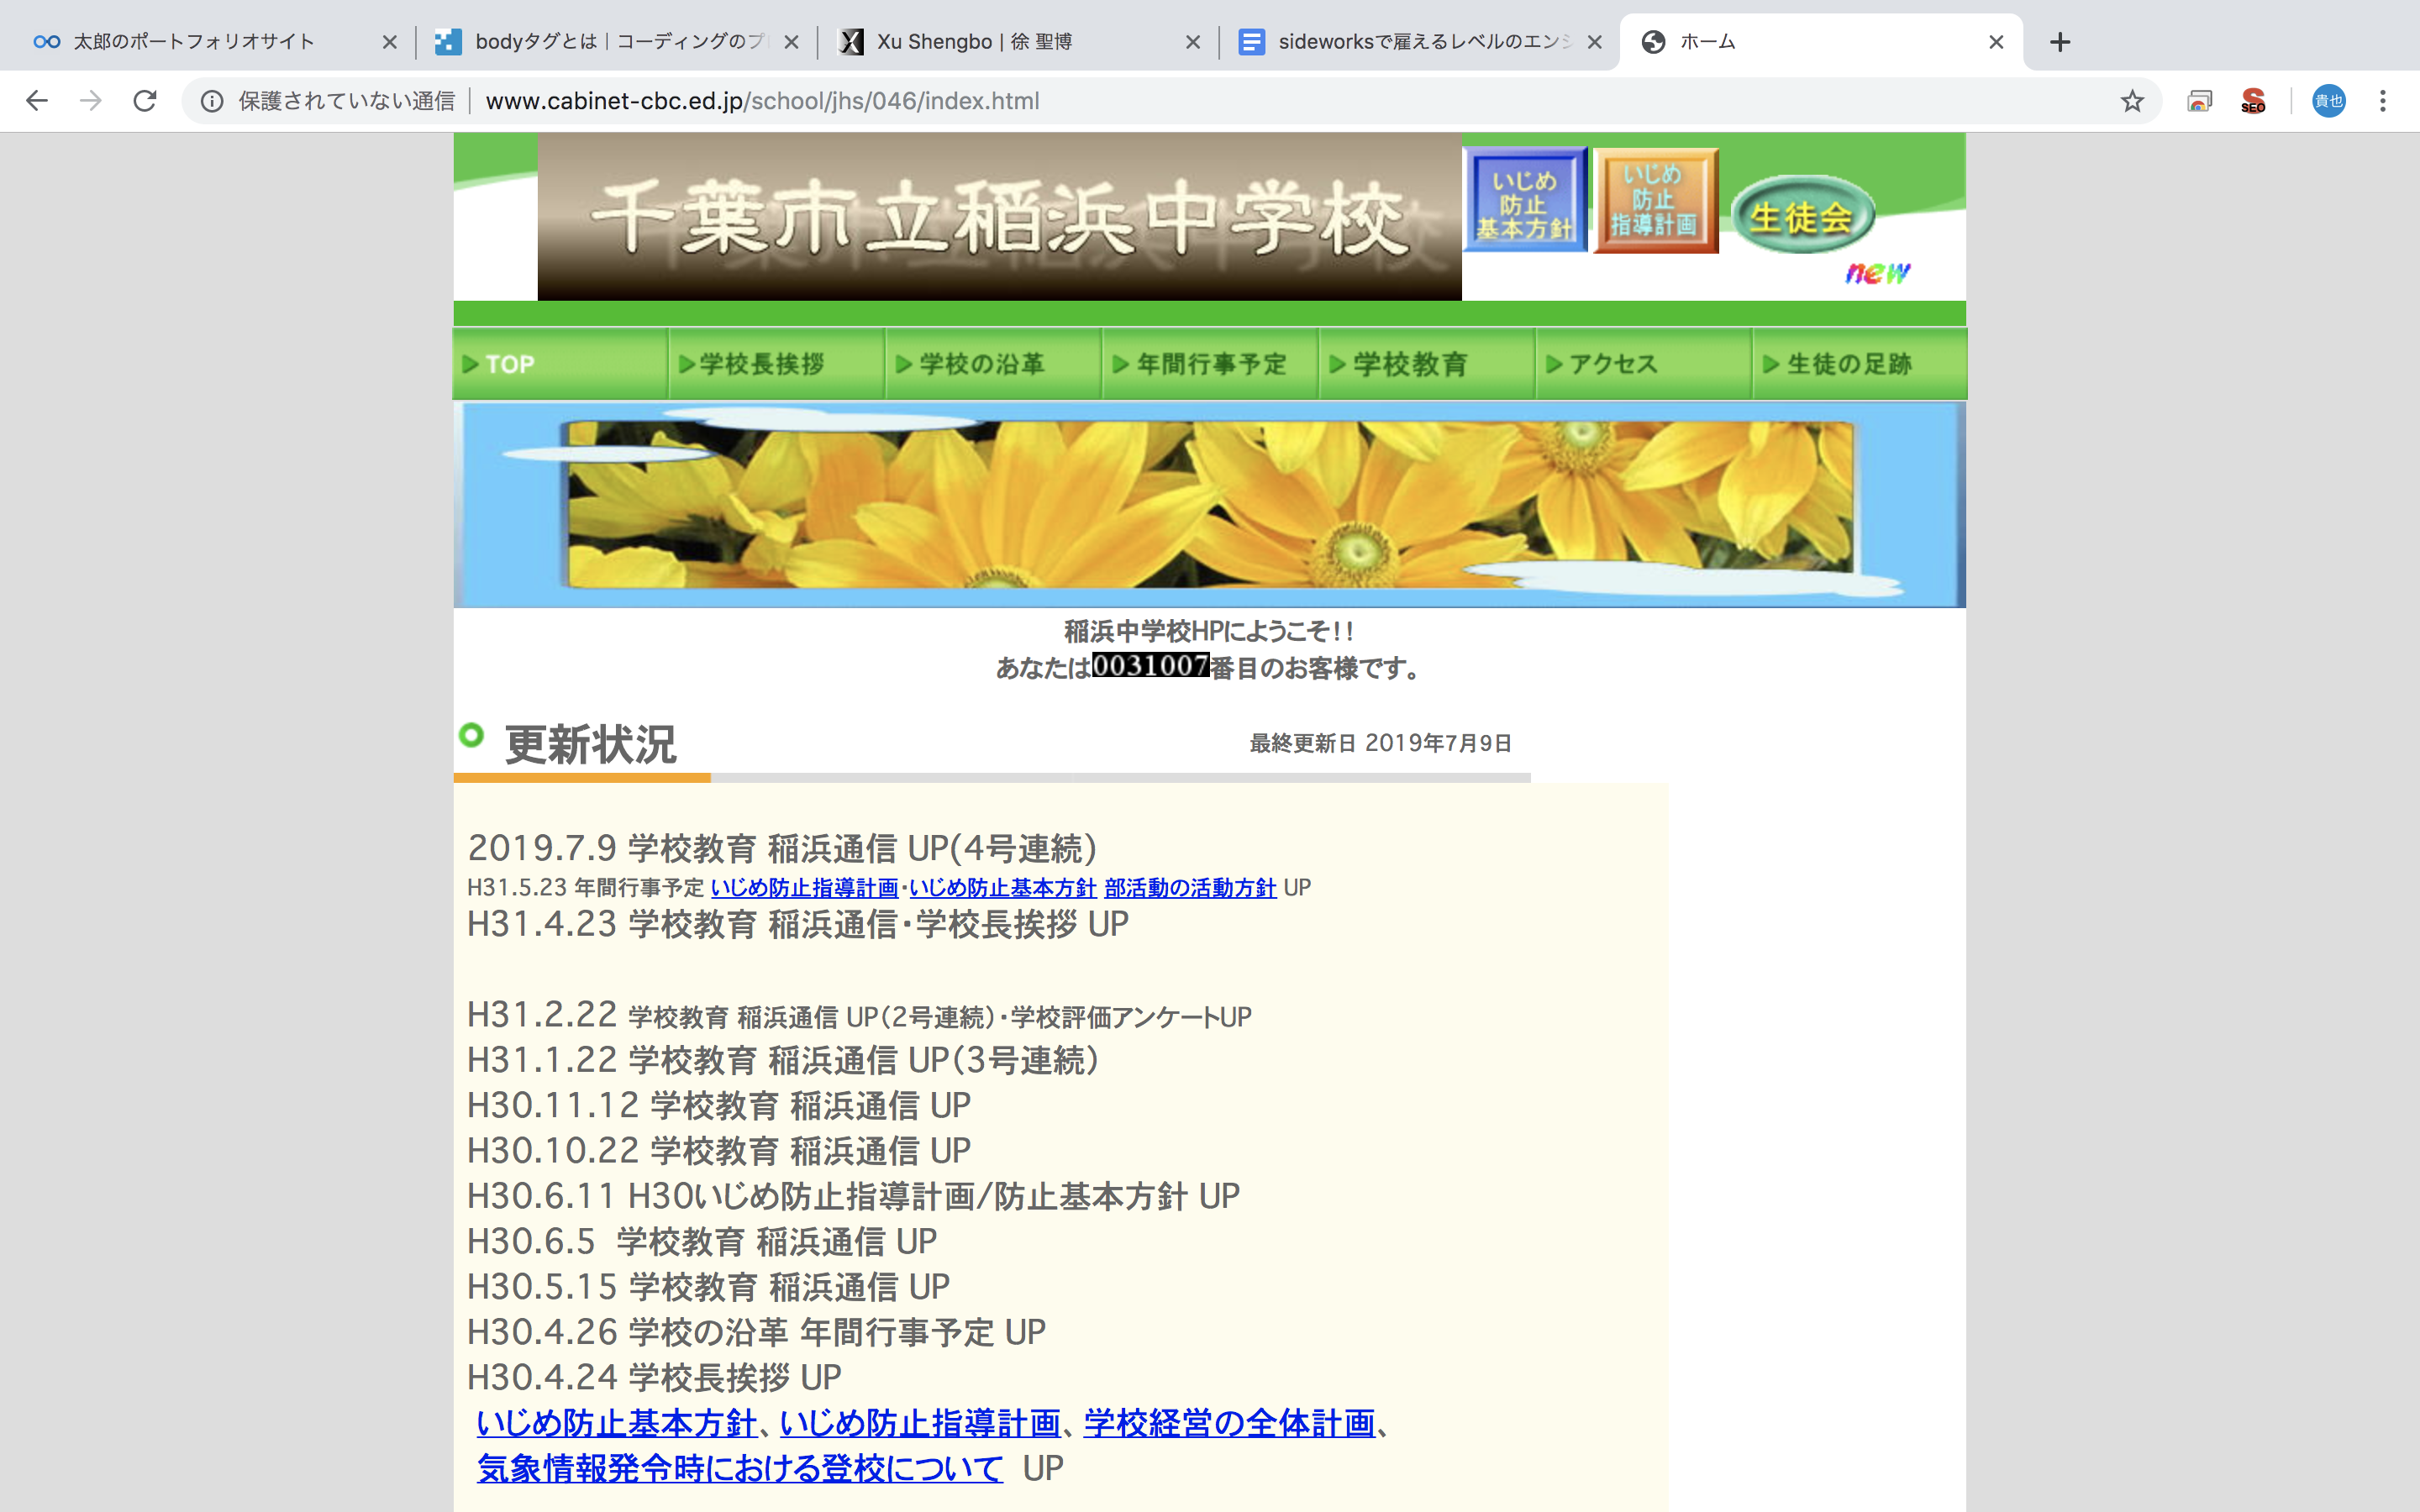 太郎のポートフォリオサイト
bodyタグとは｜コーディングのプ
Xu Shengbo | 徐 聖博
sideworksで雇えるレベルのエンジ
ホーム
保護されていない通信 www.cabinet-cbc.ed.jp/school/jhs/046/index.html
SEO
貴也
千葉市立稲浜中学校
いじめ
防止
基本方針
いじめ
防止
指導計画
生徒会
new
TOP
学校長挨拶
学校の沿革
年間行事予定
学校教育
アクセス
生徒の足跡
稲浜中学校HPにようこそ！！
あなたは0031007番目のお客様です。
更新状況
最終更新日 2019年7月9日
2019.7.9 学校教育 稲浜通信 UP(4号連続)
H31.5.23 年間行事予定 いじめ防止指導計画・いじめ防止基本方針 部活動の活動方針 UP
H31.4.23 学校教育 稲浜通信・学校長挨拶 UP
H31.2.22 学校教育 稲浜通信 UP（2号連続）・学校評価アンケートUP
H31.1.22 学校教育 稲浜通信 UP（3号連続）
H30.11.12 学校教育 稲浜通信 UP
H30.10.22 学校教育 稲浜通信 UP
H30.6.11 H30いじめ防止指導計画/防止基本方針 UP
H30.6.5 学校教育 稲浜通信 UP
H30.5.15 学校教育 稲浜通信 UP
H30.4.26 学校の沿革 年間行事予定 UP
H30.4.24 学校長挨拶 UP
いじめ防止基本方針、いじめ防止指導計画、学校経営の全体計画、
気象情報発令時における登校について UP